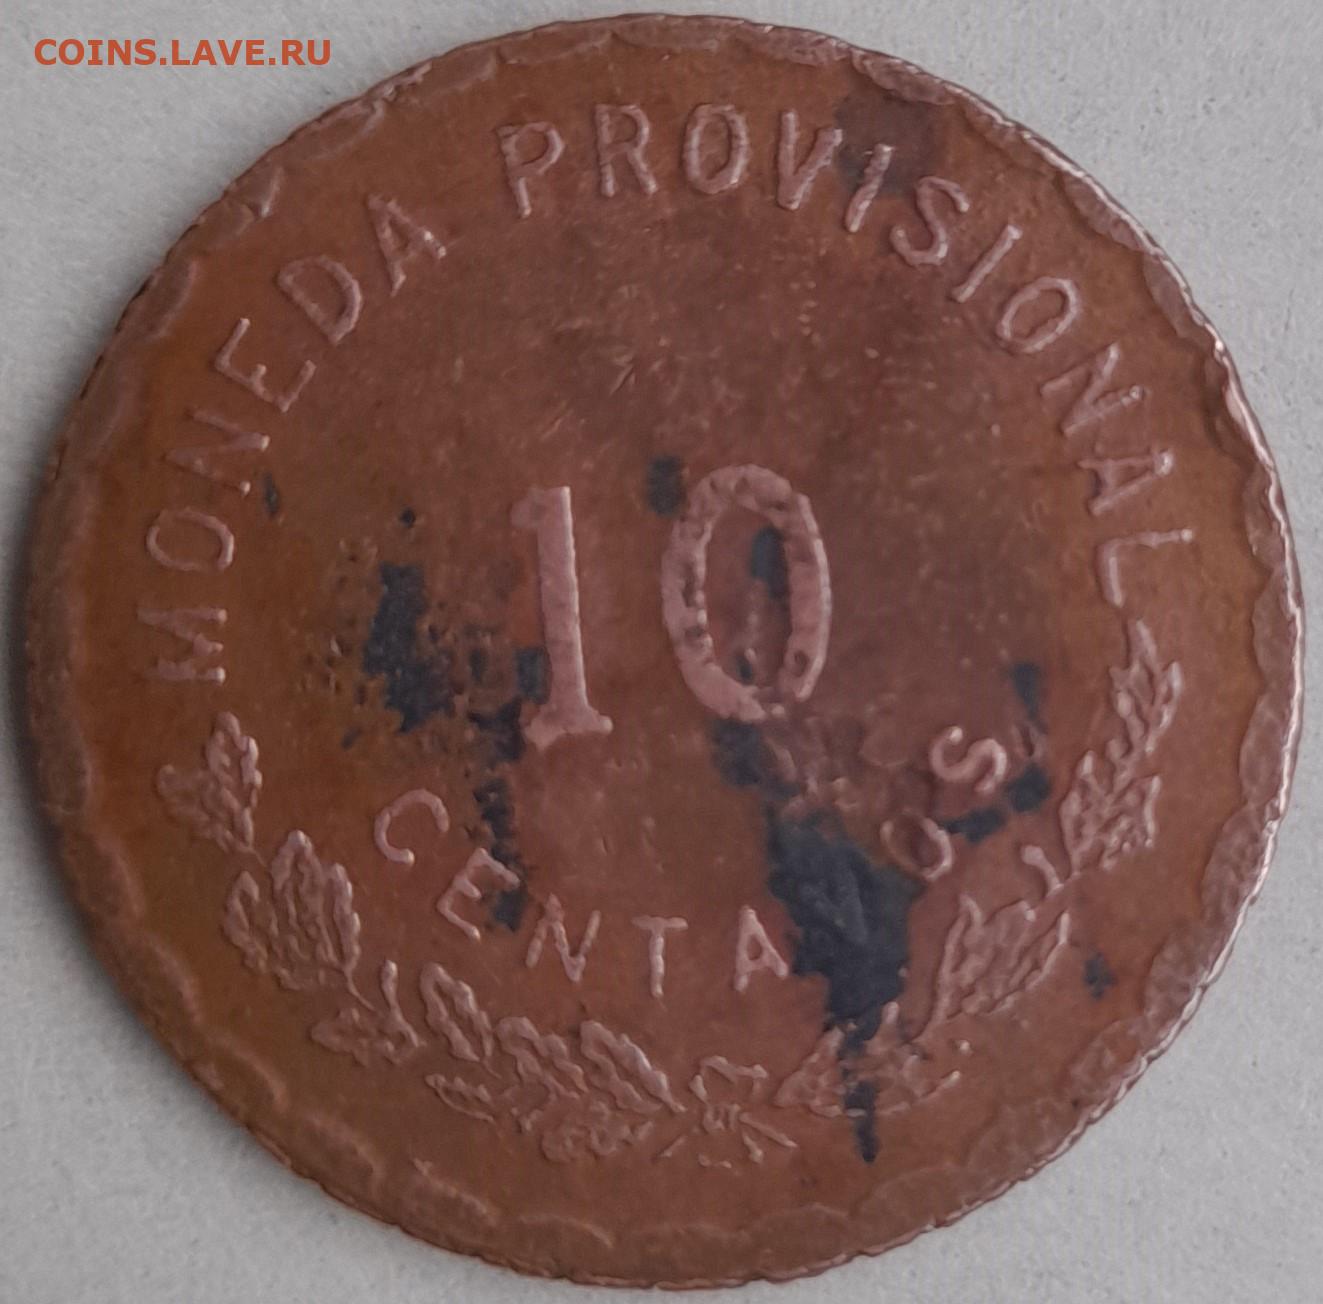 COINS.LAVE.RU
MONEDA PROVISIONAL
10
CENTAVOS